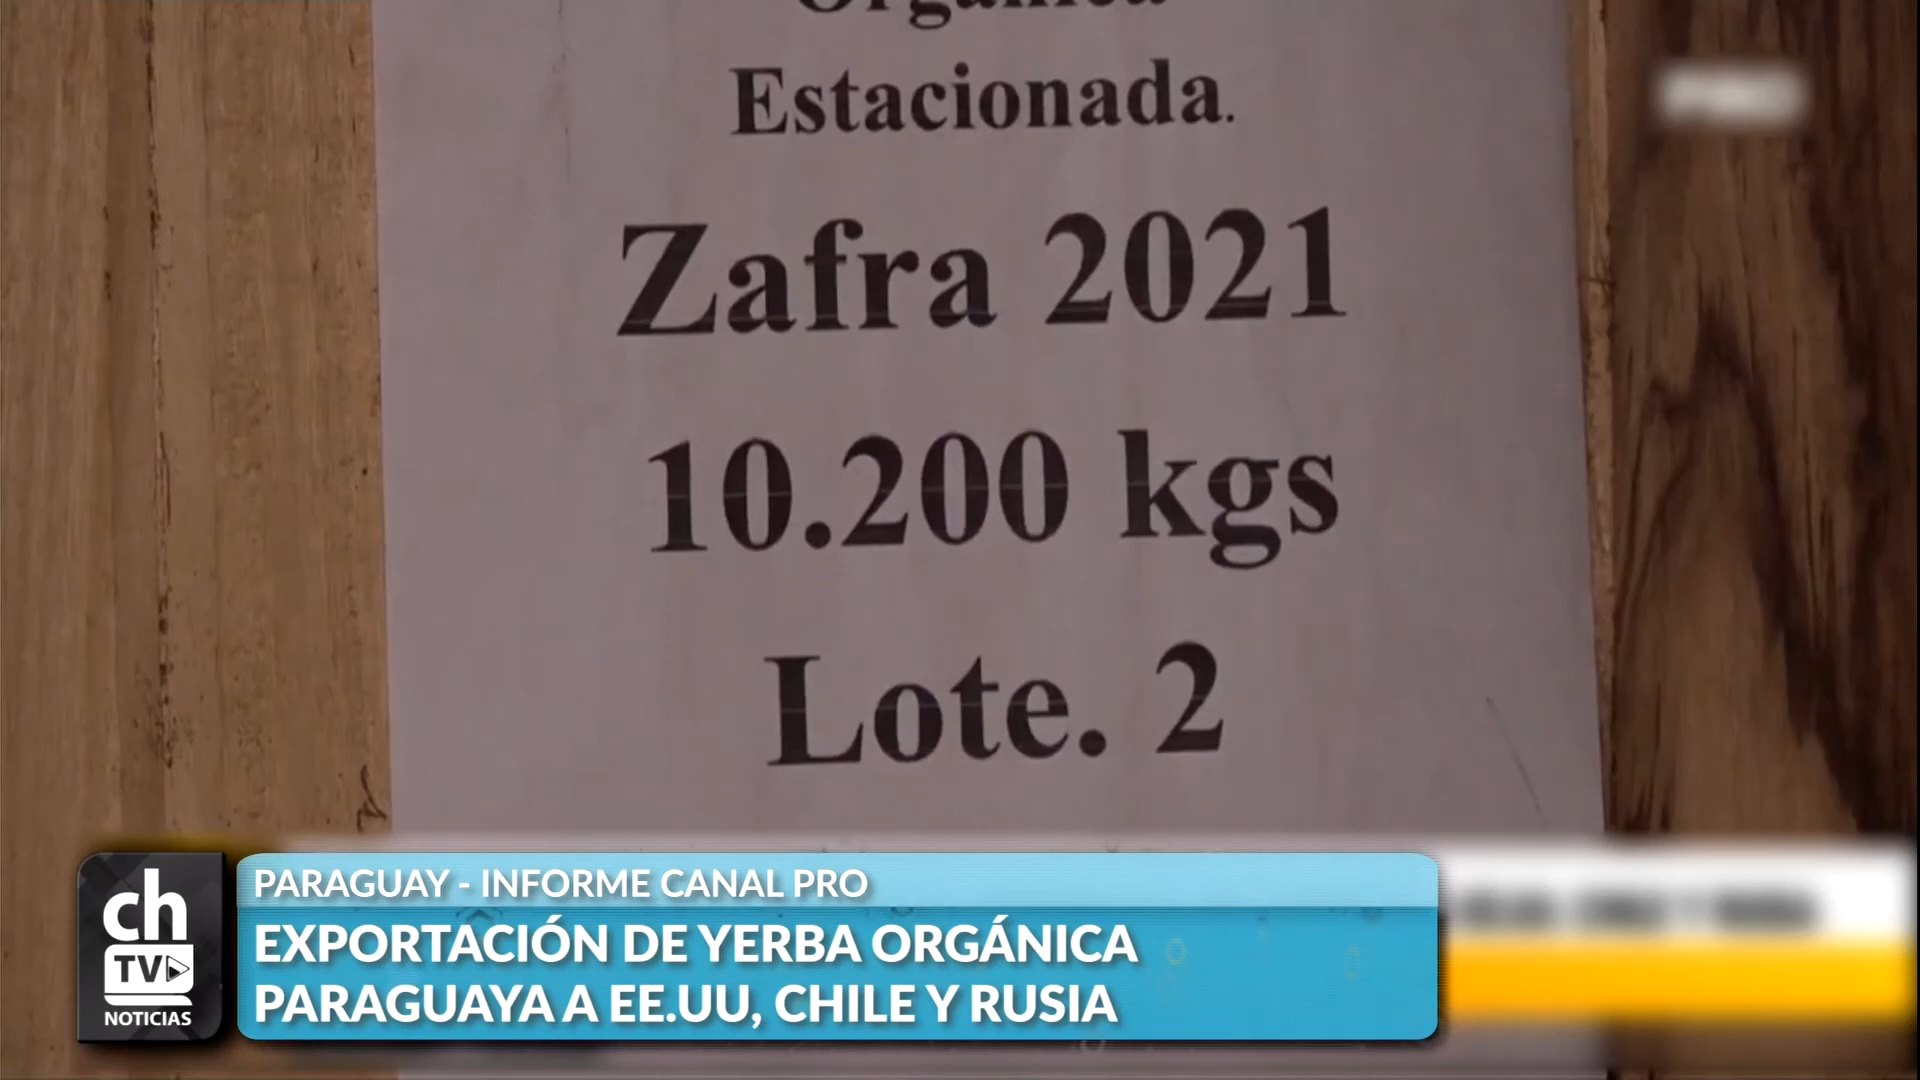 Orgánica
Estacionada.
Zafra 2021
10.200 kgs
Lote. 2
ch
TV
NOTICIAS
PARAGUAY - INFORME CANAL PRO
EXPORTACIÓN DE YERBA ORGÁNICA
PARAGUAYA A EE.UU, CHILE Y RUSIA